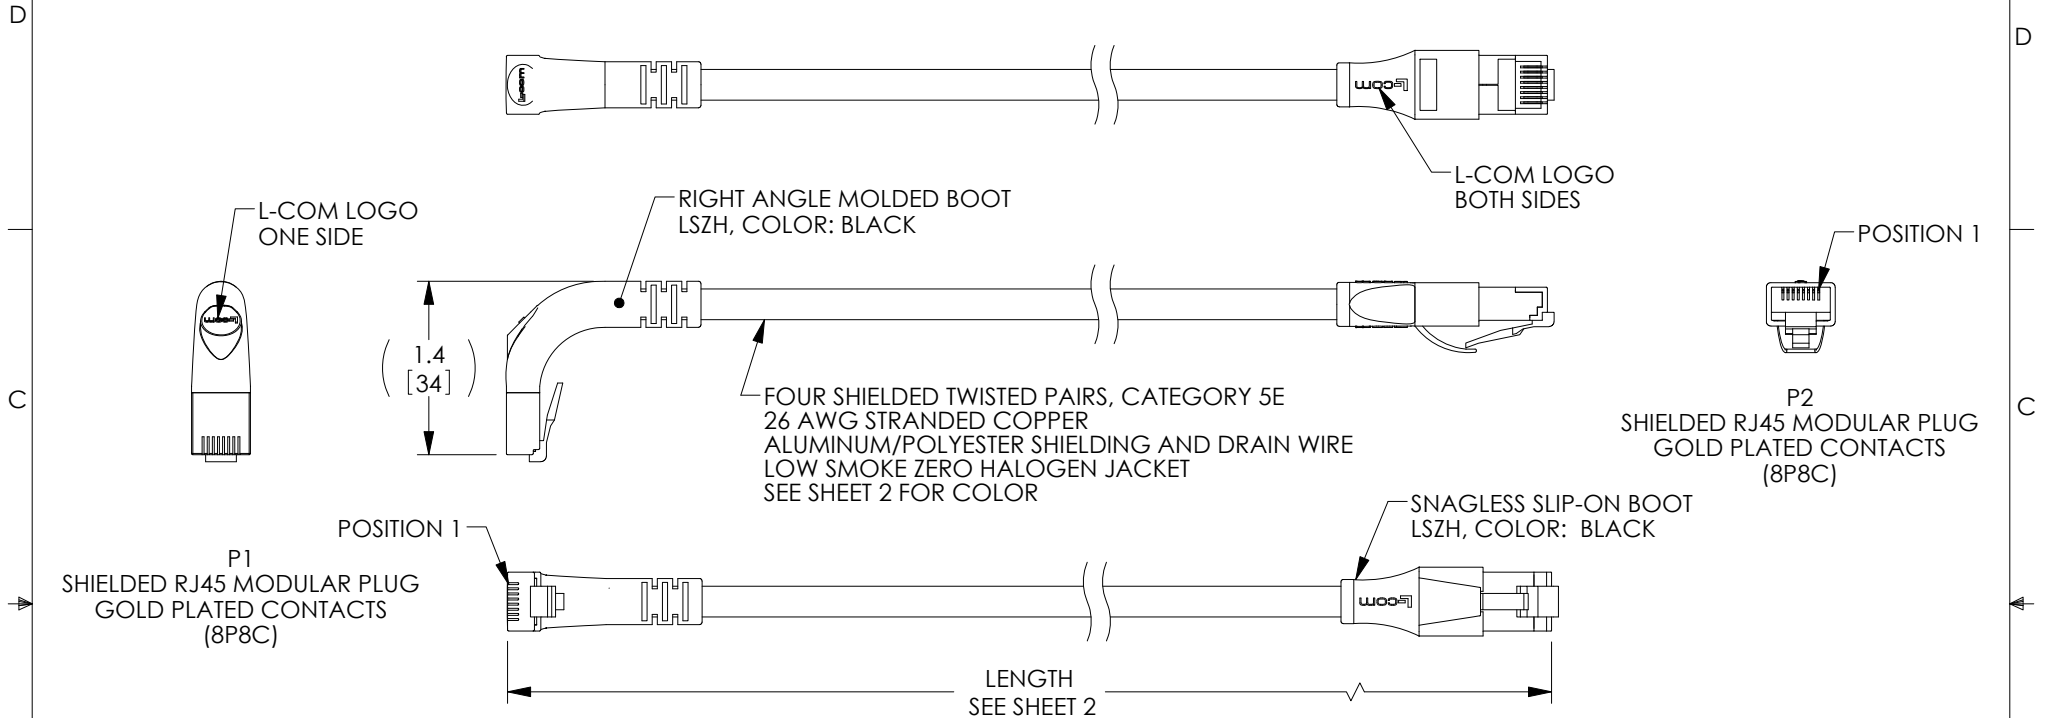 D
D
L-com
L-com
L-COM LOGO
BOTH SIDES
L-COM LOGO
ONE SIDE
RIGHT ANGLE MOLDED BOOT
LSZH, COLOR: BLACK
POSITION 1
L-com
1.4
[34]
C
C
FOUR SHIELDED TWISTED PAIRS, CATEGORY 5E
26 AWG STRANDED COPPER
ALUMINUM/POLYESTER SHIELDING AND DRAIN WIRE
LOW SMOKE ZERO HALOGEN JACKET
SEE SHEET 2 FOR COLOR
P2
SHIELDED RJ45 MODULAR PLUG
GOLD PLATED CONTACTS
(8P8C)
SNAGLESS SLIP-ON BOOT
LSZH, COLOR:  BLACK
POSITION 1
P1
SHIELDED RJ45 MODULAR PLUG
GOLD PLATED CONTACTS
(8P8C)
L-com
LENGTH
SEE SHEET 2